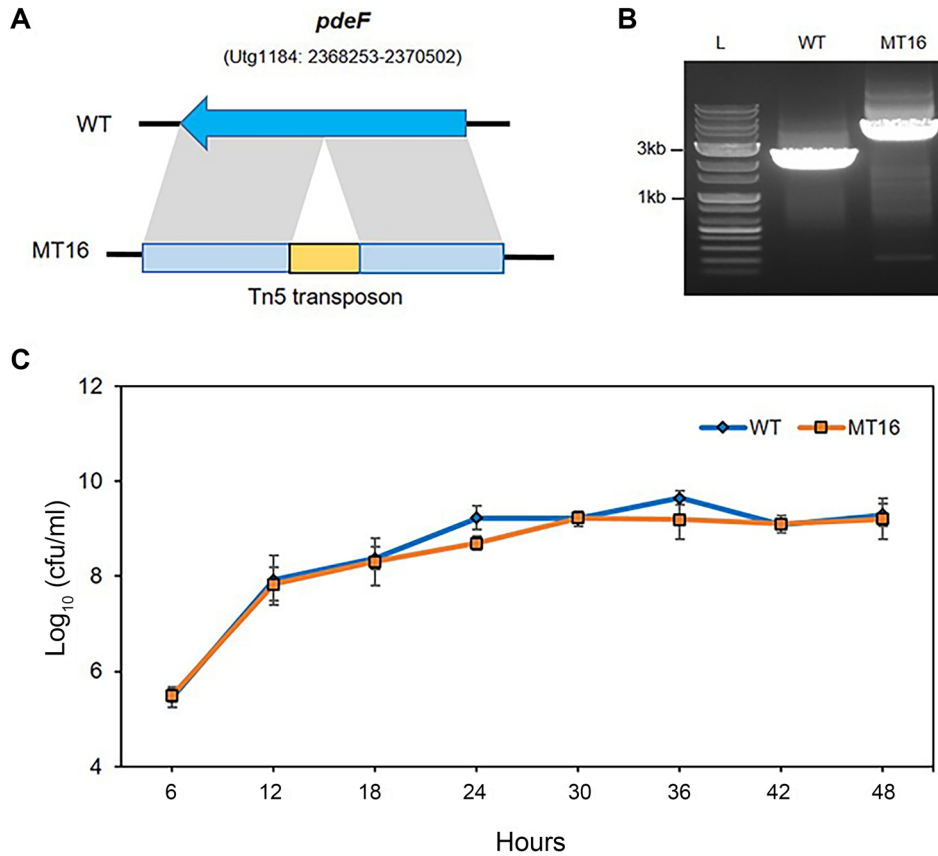 A
pdeF
(Utg1184: 2368253-2370502)
WT
MT16
Tn5 transposon
B
L WT MT16
3kb
1kb
C
12
10
8
6
4
Log10 (cfu/ml)
WT MT16
6 12 18 24 30 36 42 48
Hours